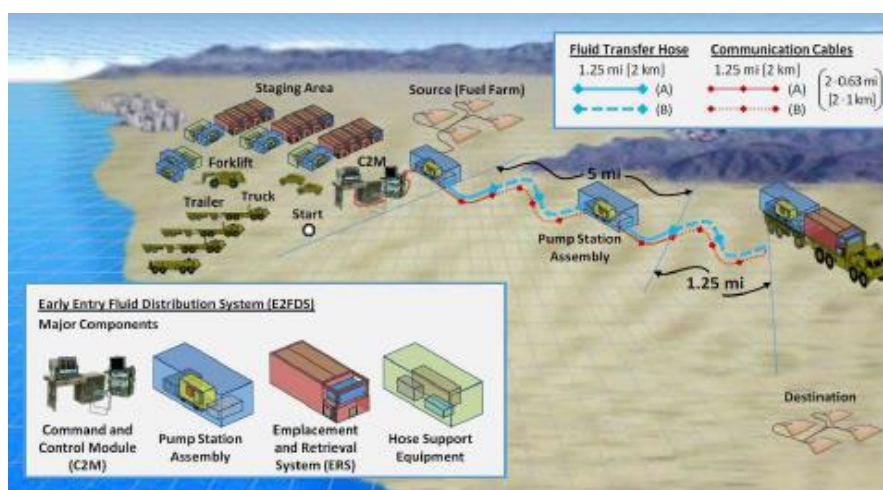 Fluid Transfer Hose
1.25 mi [2 km]
(A)
(B)
Communication Cables
1.25 mi [2 km]
(A)
(B)
2 - 0.63 mi
[2 - 1 km]
Staging Area
Source (Fuel Farm)
Forklift
C2M
Trailer
Truck
Start
5 mi
Pump Station
Assembly
1.25 mi
Early Entry Fluid Distribution System (E2FDS)
Major Components
Command and
Control Module
(C2M)
Pump Station
Assembly
Emplacement
and Retrieval
System (ERS)
Hose Support
Equipment
Destination